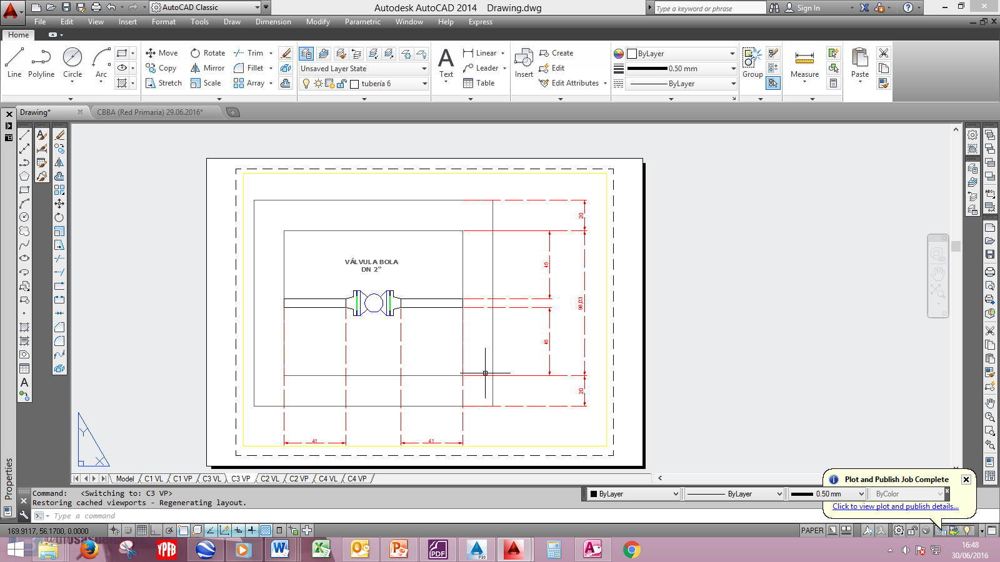 AutoCAD Classic
Autodesk AutoCAD 2014 Drawing.dwg
Type a keyword or phrase
Sign In
File Edit View Insert Format Tools Draw Dimension Modify Parametric Window Help Express
Home
Line Polyline Circle Arc
Move Rotate Trim
Copy Mirror Fillet
Stretch Scale Array
Unsaved Layer State
tubería 6
Text
Linear
Leader
Table
Insert
Create
Edit
Edit Attributes
ByLayer
0.50 mm
ByLayer
Group
Measure
Paste
Drawing*
CBBA (Red Primaria) 29.06.2016*
VÁLVULA BOLA
DN 2"
20
45
96,03
45
20
41
41
Y
X
2D
ABC
A
A
Properties
Model C1 VL C1 VP C3 VL C3 VP C2 VL C2 VP C4 VL C4 VP
Command: <Switching to: C3 VP>
Restoring cached viewports - Regenerating layout.
Type a command
ByLayer
ByLayer
0.50 mm
ByColor
Plot and Publish Job Complete
Click to view plot and publish details...
169.9117, 56.1700, 0.0000
PAPER
YPFB
PDF
P3D
16:48
30/06/2016